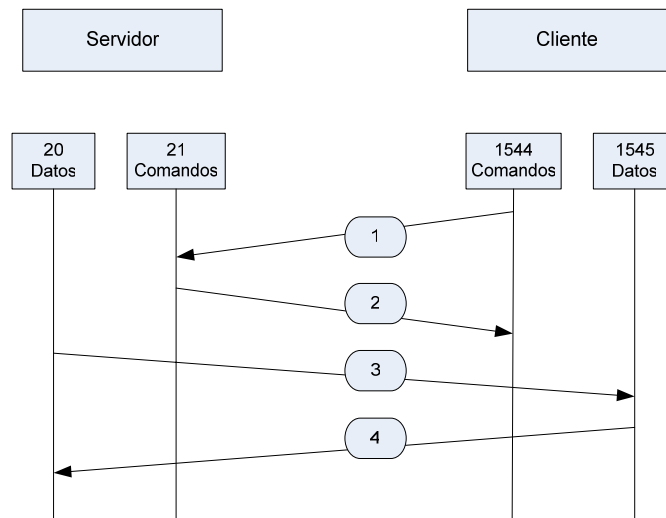 Servidor
Cliente
20
Datos
21
Comandos
1544
Comandos
1545
Datos
1
2
3
4